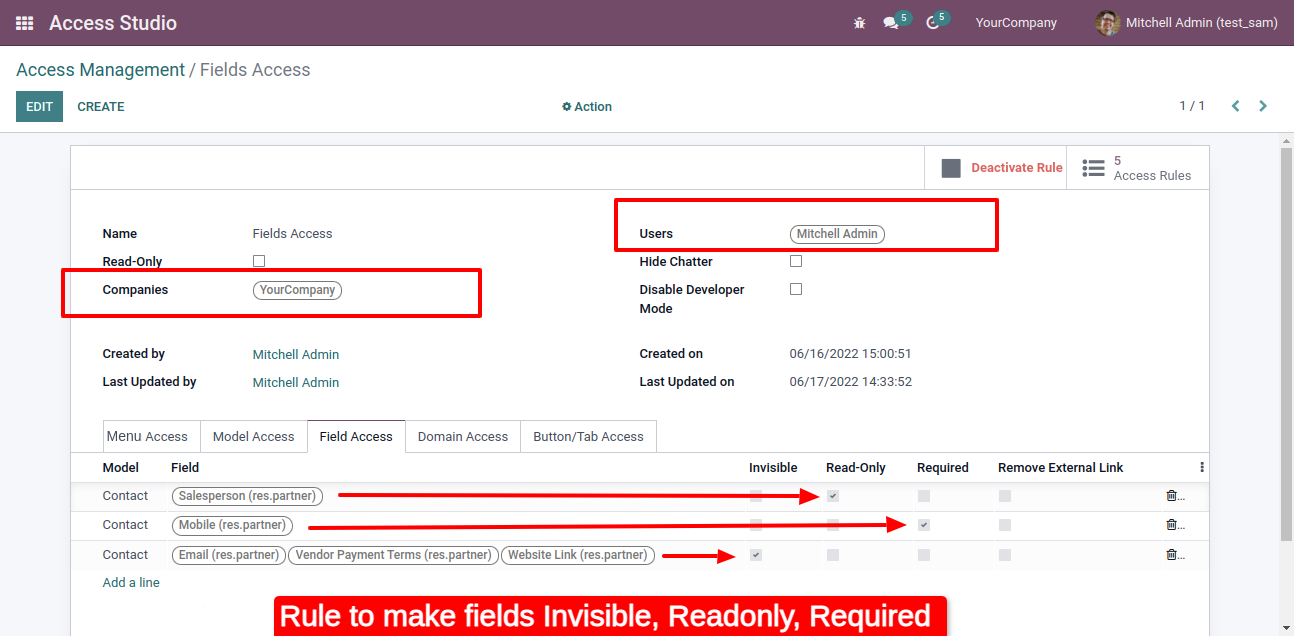 Access Studio 5 5 YourCompany Mitchell Admin (test_sam)
Access Management / Fields Access
EDIT CREATE Action 1 / 1
Deactivate Rule 5 Access Rules
Name Fields Access Users Mitchell Admin
Read-Only Hide Chatter
Companies YourCompany Disable Developer Mode
Created by Mitchell Admin Created on 06/16/2022 15:00:51
Last Updated by Mitchell Admin Last Updated on 06/17/2022 14:33:52
Menu Access Model Access Field Access Domain Access Button/Tab Access
Model Field Invisible Read-Only Required Remove External Link
Contact Salesperson (res.partner) ...
Contact Mobile (res.partner) ...
Contact Email (res.partner) Vendor Payment Terms (res.partner) Website Link (res.partner) ...
Add a line
Rule to make fields Invisible, Readonly, Required